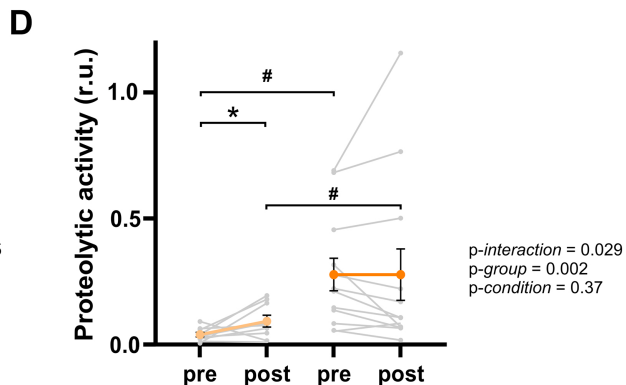 D
Proteolytic activity (r.u.)
1.0
0.5
0.0
#
*
#
pre post pre post
p-interaction = 0.029
p-group = 0.002
p-condition = 0.37